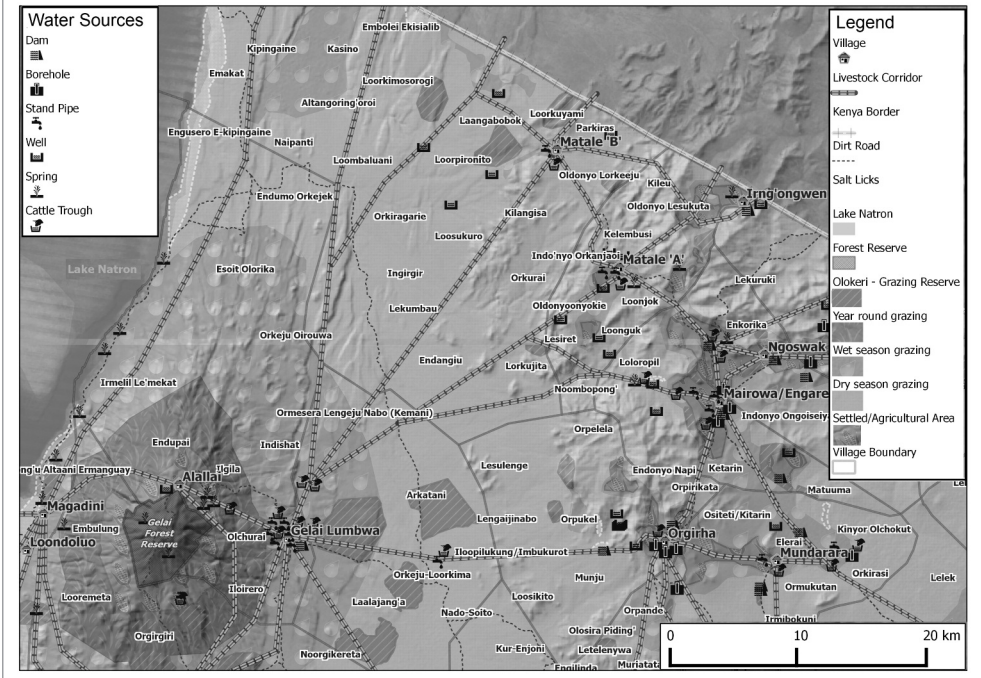 Water Sources
Dam
Borehole
Stand Pipe
Well
Spring
Cattle Trough
Legend
Village
Livestock Corridor
Kenya Border
Dirt Road
Salt Licks
Lake Natron
Forest Reserve
Olokeri - Grazing Reserve
Year round grazing
Wet season grazing
Dry season grazing
Settled/Agricultural Area
Village Boundary
Embolei Ekisialib
Kipingaine
Kasino
Emakat
Loorkimosorogi
Altangoring'oroi
Laangabobok
Loorkuyami
Parkiras
Engusero E-kipingaine
Naipanti
Matale 'B'
Loombaluani
Loorpironito
Oldonyo Lorkeeju
Kileu
Endumo Orkejek
Irng'ongwen
Oldonyo Lesukuta
Orkiragarie
Kilangisa
Loosukuro
Kelembusi
Indo'nyo Orkanjaoi
Matale 'A'
Lake Natron
Esoit Olorika
Ingirgir
Orkurai
Lekuruki
Loonjok
Oldonyoonyokie
Lekumbau
Enkorika
Loonguk
Orkeju Oirouwa
Lesiret
Ngoswak
Endangiu
Lorkujita
Loloropil
Irmelil Le'mekat
Noombopong'
Mairowa/Engare
Ormesera Lengeju Nabo (Kemani)
Indonyo Ongoiseiy
Orpelela
Endupai
Indishat
Lesulenge
Endonyo Napi
Ketarin
ng'u Altaani
Ermanguay
Ilgila
Alallai
Orpirikata
Matuuma
Arkatani
Magadini
Gelai
Forest
Reserve
Lengaijinabo
Orpukel
Ositeti/Kitarin
Embulung
Gelai Lumbwa
Orgirha
Kinyor Olchokut
Olchurai
Elerai
Loondoluo
Iloopilukung/Imbukurot
Mundarara
Orkeju-Loorkima
Munju
Orkirasi
Lelek
Iloirero
Ormukutan
Looremeta
Laalajang'a
Loosikito
Nado-Soito
Orpande
Irmibokuni
Orgirgiri
Olosira Piding'
Kur-Enjoni
Letelenywa
Noorgikereta
Engilinda
Muriatata
0 10 20 km